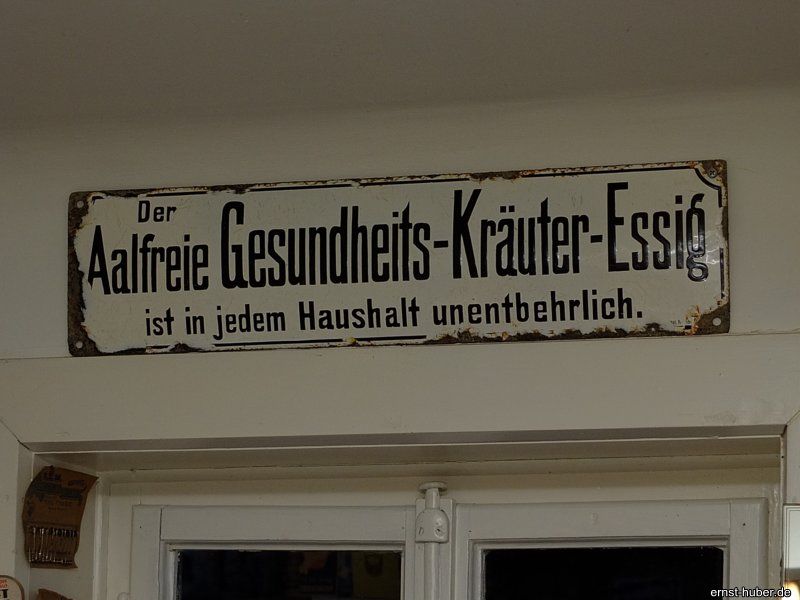 Der
Aalfreie Gesundheits-Kräuter-Essig
ist in jedem Haushalt unentbehrlich.
ernst-huber.de